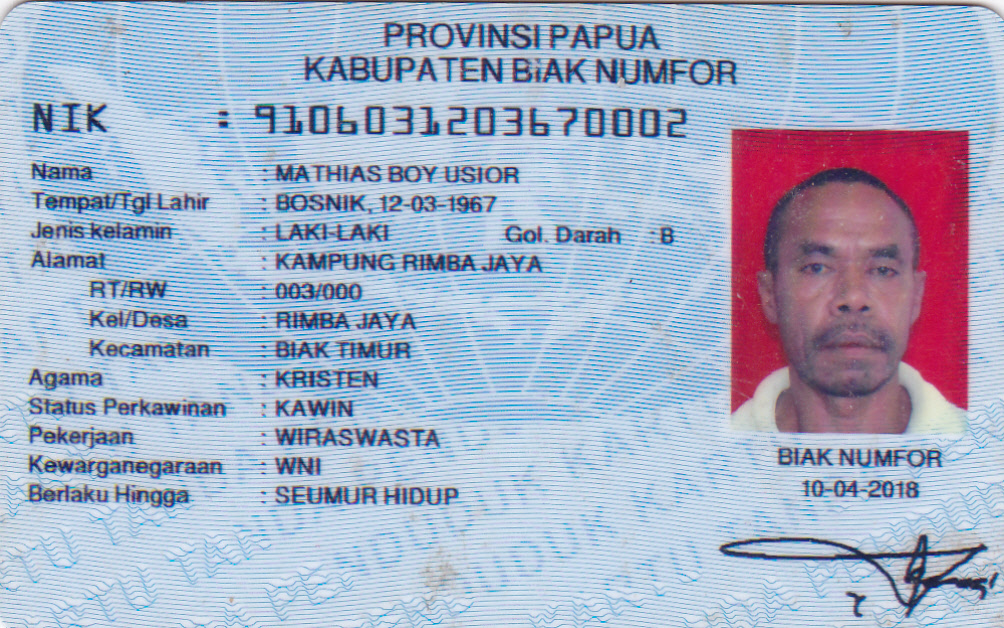 PROVINSI PAPUA
KABUPATEN BIAK NUMFOR
NIK : 9106031203670002
Nama : MATHIAS BOY USIOR
Tempat/Tgl Lahir : BOSNIK, 12-03-1967
Jenis kelamin : LAKI-LAKI Gol. Darah : B
Alamat : KAMPUNG RIMBA JAYA
RT/RW : 003/000
Kel/Desa : RIMBA JAYA
Kecamatan : BIAK TIMUR
Agama : KRISTEN
Status Perkawinan : KAWIN
Pekerjaan : WIRASWASTA
Kewarganegaraan : WNI
Berlaku Hingga : SEUMUR HIDUP
BIAK NUMFOR
10-04-2018